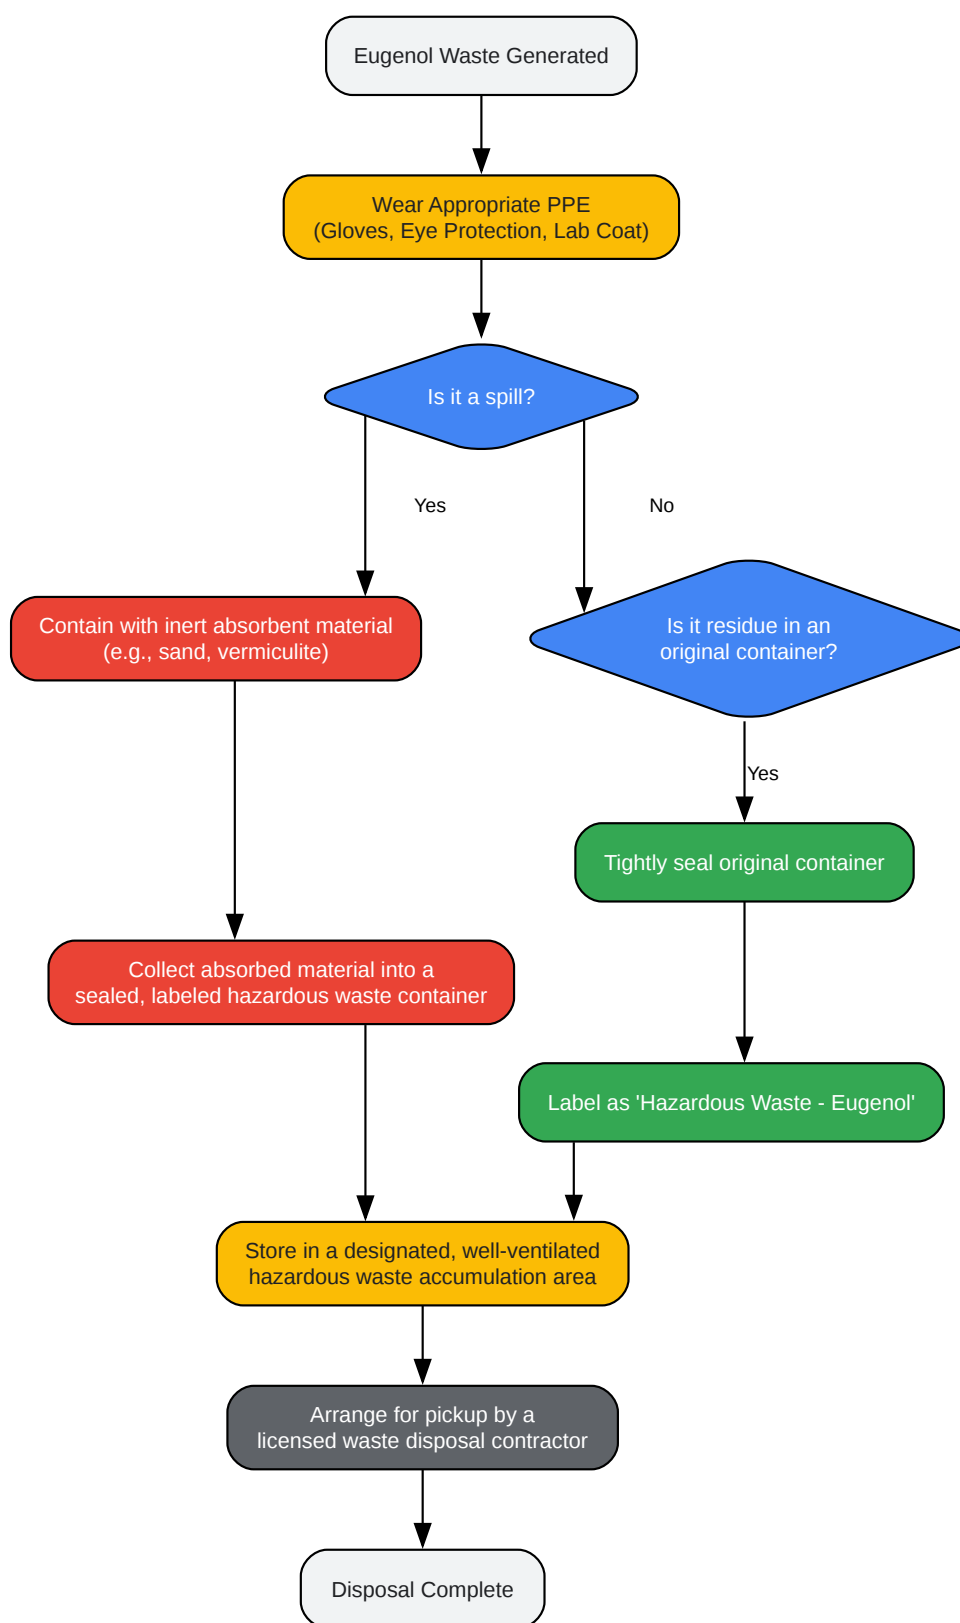 Eugenol Waste Generated
Wear Appropriate PPE
(Gloves, Eye Protection, Lab Coat)
Is it a spill?
Yes
No
Contain with inert absorbent material
(e.g., sand, vermiculite)
Is it residue in an
original container?
Yes
Tightly seal original container
Collect absorbed material into a
sealed, labeled hazardous waste container
Label as 'Hazardous Waste - Eugenol'
Store in a designated, well-ventilated
hazardous waste accumulation area
Arrange for pickup by a
licensed waste disposal contractor
Disposal Complete